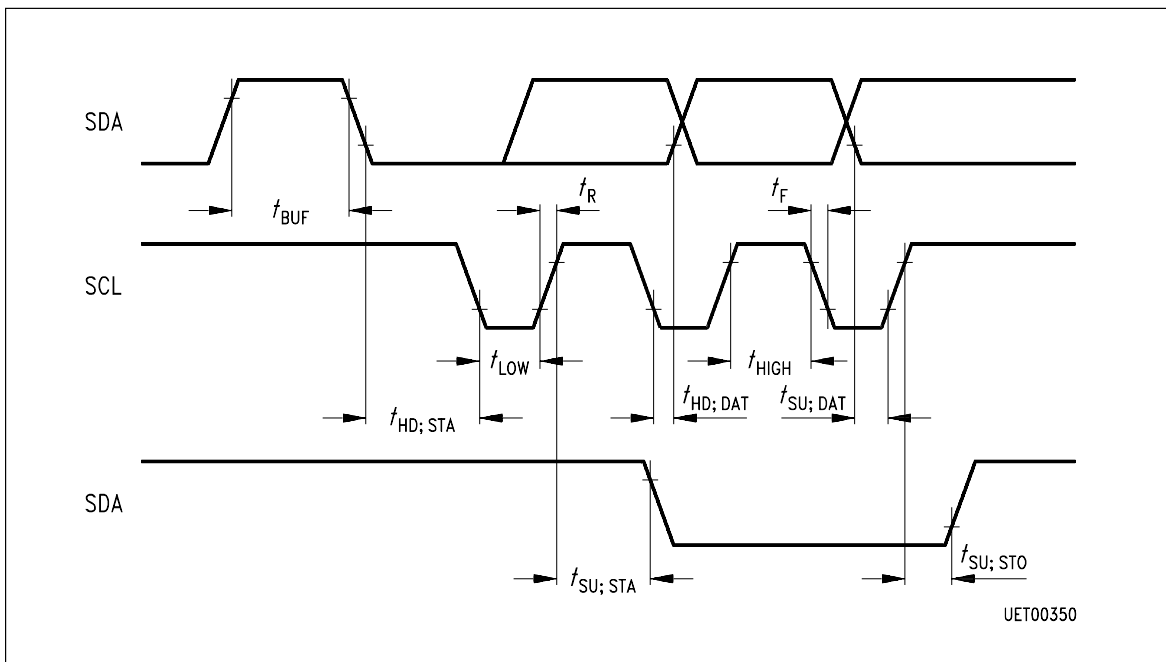 SDA
tR
tF
tBUF
SCL
tLOW
tHIGH
tHD; DAT
tSU; DAT
tHD; STA
SDA
tSU; STA
tSU; STO
UET00350